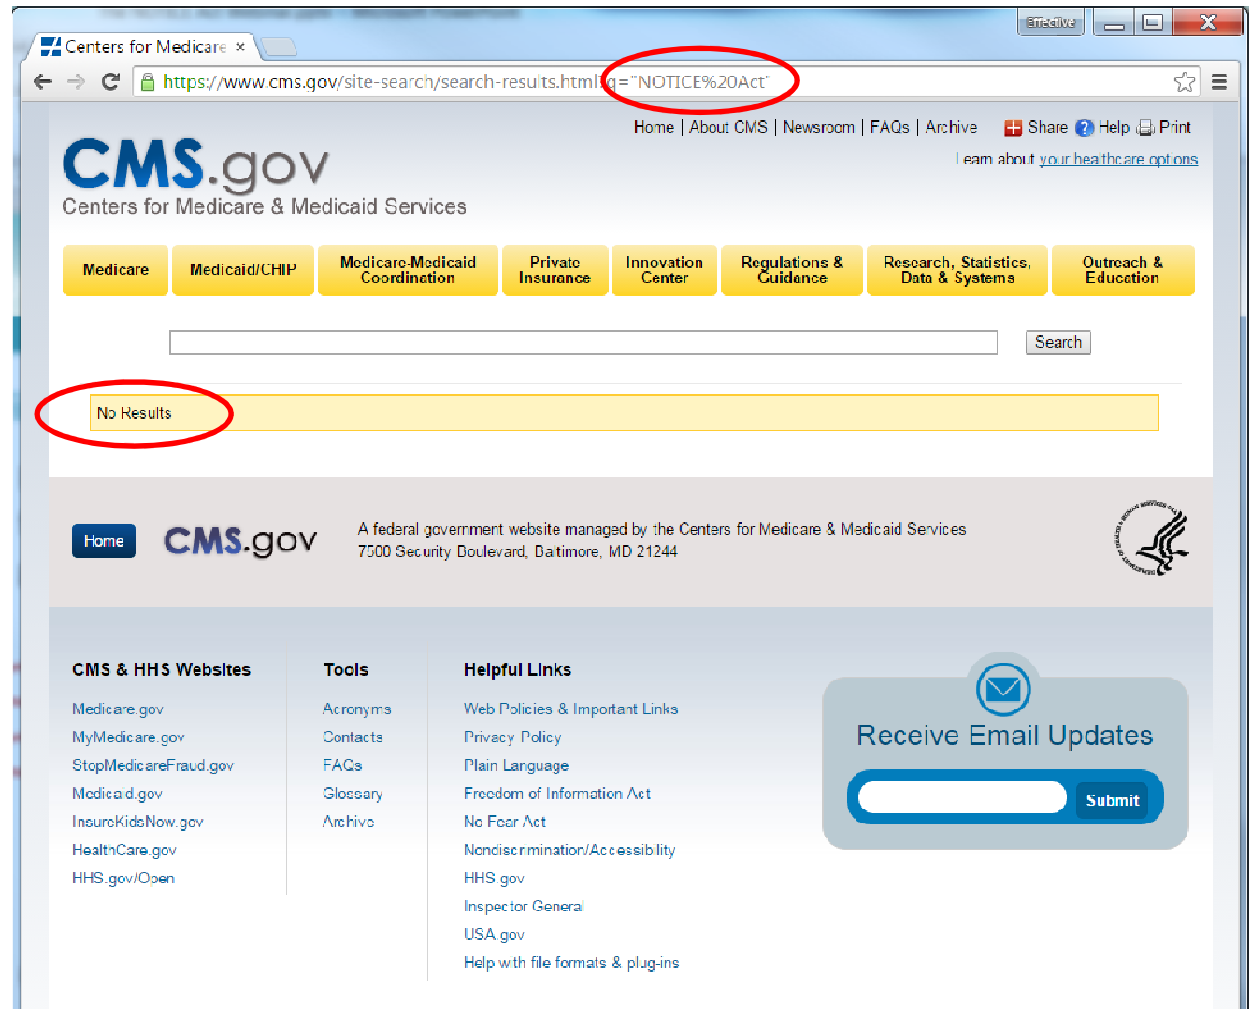 Effective
Centers for Medicare ×
https://www.cms.gov/site-search/search-results.html?q="NOTICE%20Act"
Home | About CMS | Newsroom | FAQs | Archive Share Help Print
Learn about your healthcare options
CMS.gov
Centers for Medicare & Medicaid Services
Medicare
Medicaid/CHIP
Medicare-Medicaid
Coordination
Private
Insurance
Innovation
Center
Regulations &
Guidance
Research, Statistics,
Data & Systems
Outreach &
Education
Search
No Results
Home
CMS.gov
A federal government website managed by the Centers for Medicare & Medicaid Services
7500 Security Boulevard, Baltimore, MD 21244
CMS & HHS Websites
Medicare.gov
MyMedicare.gov
StopMedicareFraud.gov
Medicaid.gov
InsureKidsNow.gov
HealthCare.gov
HHS.gov/Open
Tools
Acronyms
Contacts
FAQs
Glossary
Archive
Helpful Links
Web Policies & Important Links
Privacy Policy
Plain Language
Freedom of Information Act
No Fear Act
Nondiscrimination/Accessibility
HHS.gov
Inspector General
USA.gov
Help with file formats & plug-ins
Receive Email Updates
Submit